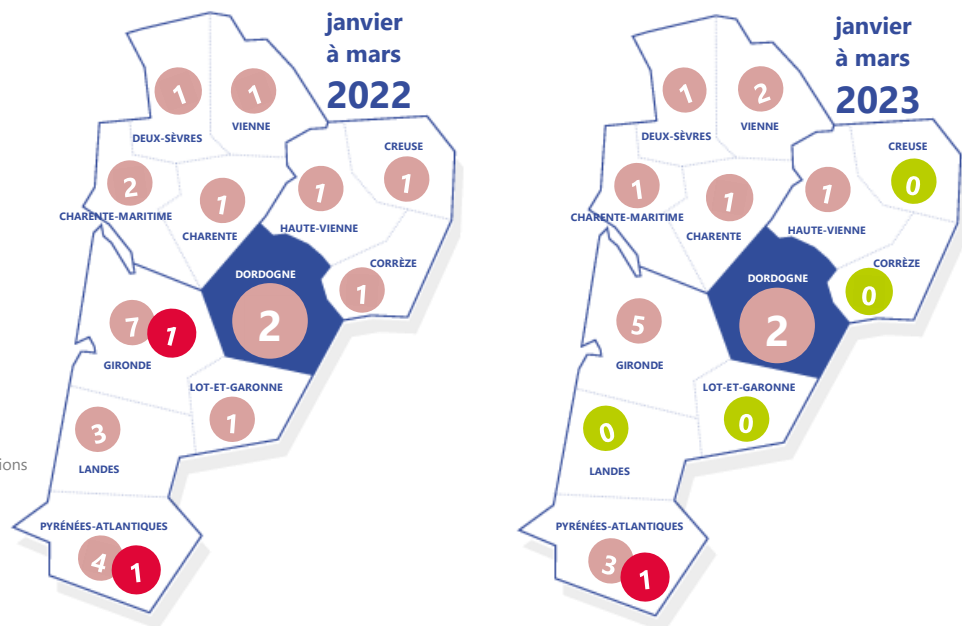 janvier
à mars
2022
1
1
DEUX-SÈVRES
VIENNE
CREUSE
2
1
1
1
CHARENTE-MARITIME
CHARENTE
HAUTE-VIENNE
CORRÈZE
DORDOGNE
1
2
7
1
GIRONDE
LOT-ET-GARONNE
1
3
LANDES
ions
PYRÉNÉES-ATLANTIQUES
4
1
janvier
à mars
2023
1
2
DEUX-SÈVRES
VIENNE
CREUSE
1
1
1
0
CHARENTE-MARITIME
CHARENTE
HAUTE-VIENNE
CORRÈZE
DORDOGNE
0
2
5
GIRONDE
LOT-ET-GARONNE
0
0
LANDES
PYRÉNÉES-ATLANTIQUES
3
1